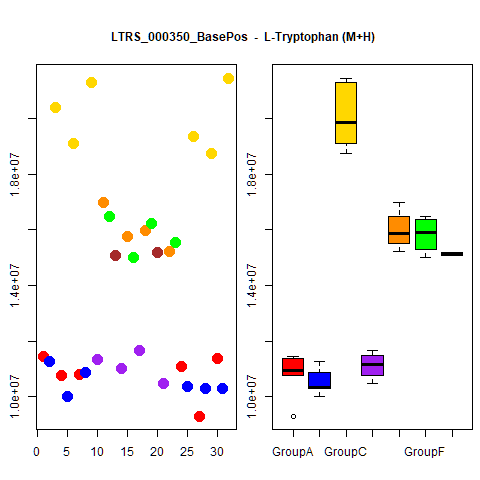 LTRS_000350_BasePos - L-Tryptophan (M+H)
1.8e+07
1.4e+07
1.0e+07
0 5 10 15 20 25 30
1.8e+07
1.4e+07
1.0e+07
GroupA GroupC GroupF